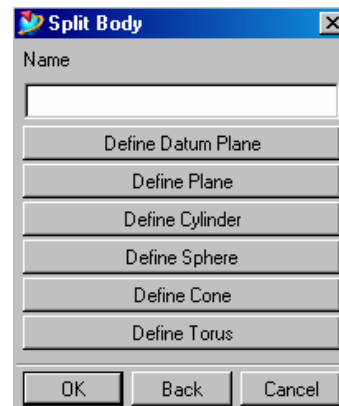 Split Body
Name
Define Datum Plane
Define Plane
Define Cylinder
Define Sphere
Define Cone
Define Torus
OK Back Cancel